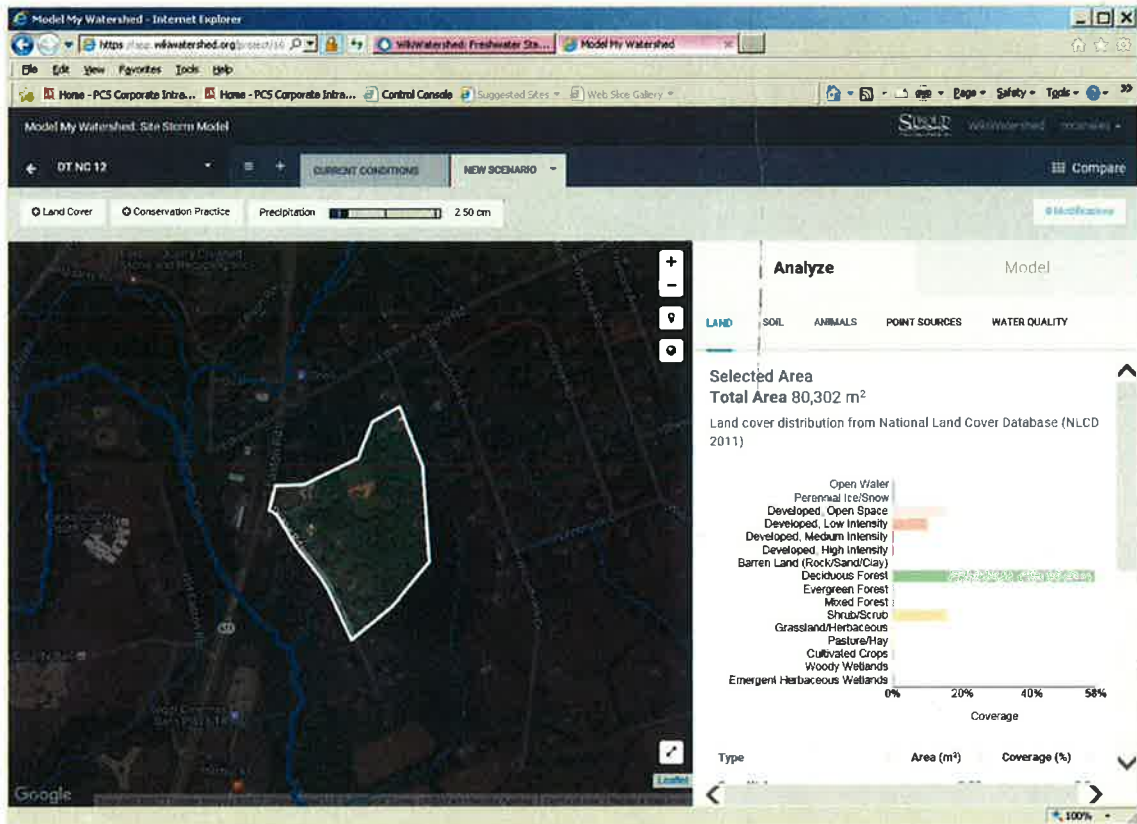 Model My Watershed - Internet Explorer
WikiWatershed: Freshwater Sta...
Model My Watershed
File Edit View Favorites Tools Help
Home - PCS Corporate Intra... Home - PCS Corporate Intra... Control Console Suggested Sites Web Slice Gallery
Page Safety Tools
Model My Watershed: Site Storm Model
STROUD WikiWatershed
DT NC 12
CURRENT CONDITIONS
NEW SCENARIO
Compare
Land Cover
Conservation Practice
Precipitation
2.50 cm
0 Modifications
Analyze
Model
LAND SOIL ANIMALS POINT SOURCES WATER QUALITY
Selected Area
Total Area 80,302 m²
Land cover distribution from National Land Cover Database (NLCD
2011)
Open Water
Perennial Ice/Snow
Developed, Open Space
Developed, Low Intensity
Developed, Medium Intensity
Developed, High Intensity
Barren Land (Rock/Sand/Clay)
Deciduous Forest
Evergreen Forest
Mixed Forest
Shrub/Scrub
Grassland/Herbaceous
Pasture/Hay
Cultivated Crops
Woody Wetlands
Emergent Herbaceous Wetlands
0% 20% 40% 58%
Coverage
Type Area (m²) Coverage (%)
Google
Leaflet
100%